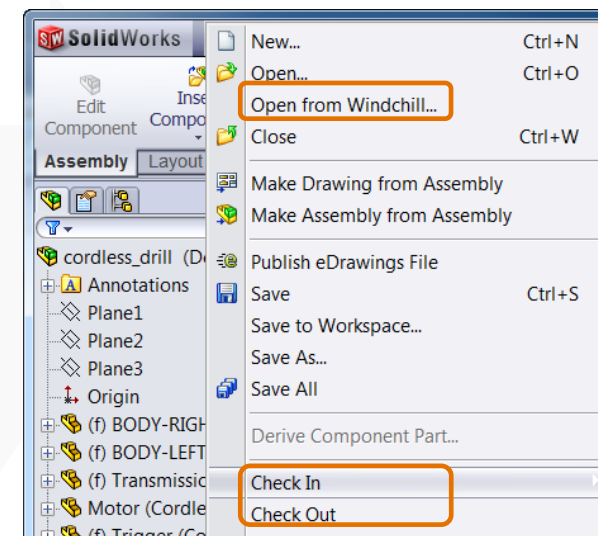 SolidWorks
Edit
Component
Assembly
Layout
cordless_drill
Annotations
Plane1
Plane2
Plane3
Origin
(f) BODY-RIGH
(f) BODY-LEFT
(f) Transmissic
Motor (Cordle
(f) Trigger
New... Ctrl+N
Open... Ctrl+O
Open from Windchill...
Close Ctrl+W
Make Drawing from Assembly
Make Assembly from Assembly
Publish eDrawings File
Save Ctrl+S
Save to Workspace...
Save As...
Save All
Derive Component Part...
Check In
Check Out